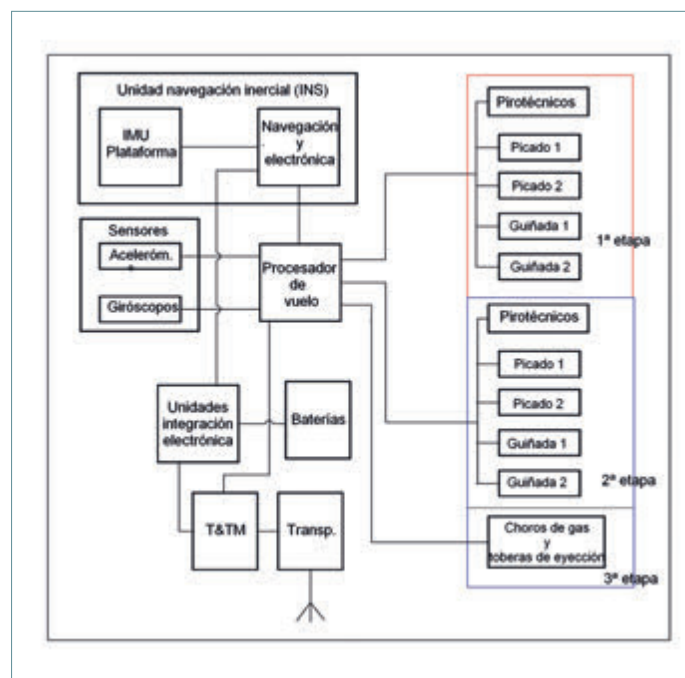 Unidad navegación inercial (INS)
IMU
Plataforma
Navegación
y
electrónica
Sensores
Aceleróm.
Giróscopos
Procesador
de
vuelo
Unidades
integración
electrónica
Baterías
T&TM
Transp.
Pirotécnicos
Picado 1
Picado 2
Guiñada 1
Guiñada 2
1ª etapa
Pirotécnicos
Picado 1
Picado 2
Guiñada 1
Guiñada 2
2ª etapa
Choros de gas
y
toberas de eyección
3ª etapa